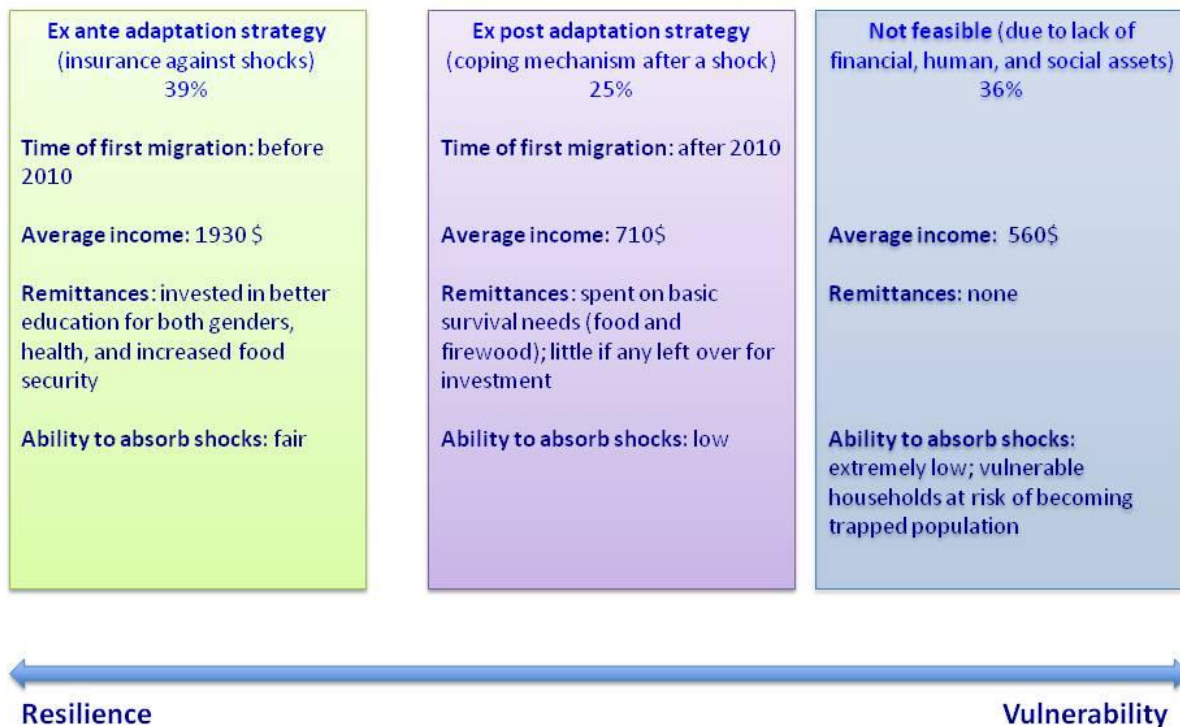 Ex ante adaptation strategy
(insurance against shocks)
39%
Time of first migration: before
2010
Average income: 1930 $
Remittances: invested in better
education for both genders,
health, and increased food
security
Ability to absorb shocks: fair
Ex post adaptation strategy
(coping mechanism after a shock)
25%
Time of first migration: after 2010
Average income: 710$
Remittances: spent on basic
survival needs (food and
firewood); little if any left over for
investment
Ability to absorb shocks: low
Not feasible (due to lack of
financial, human, and social assets)
36%
Average income: 560$
Remittances: none
Ability to absorb shocks:
extremely low; vulnerable
households at risk of becoming
trapped population
Resilience
Vulnerability